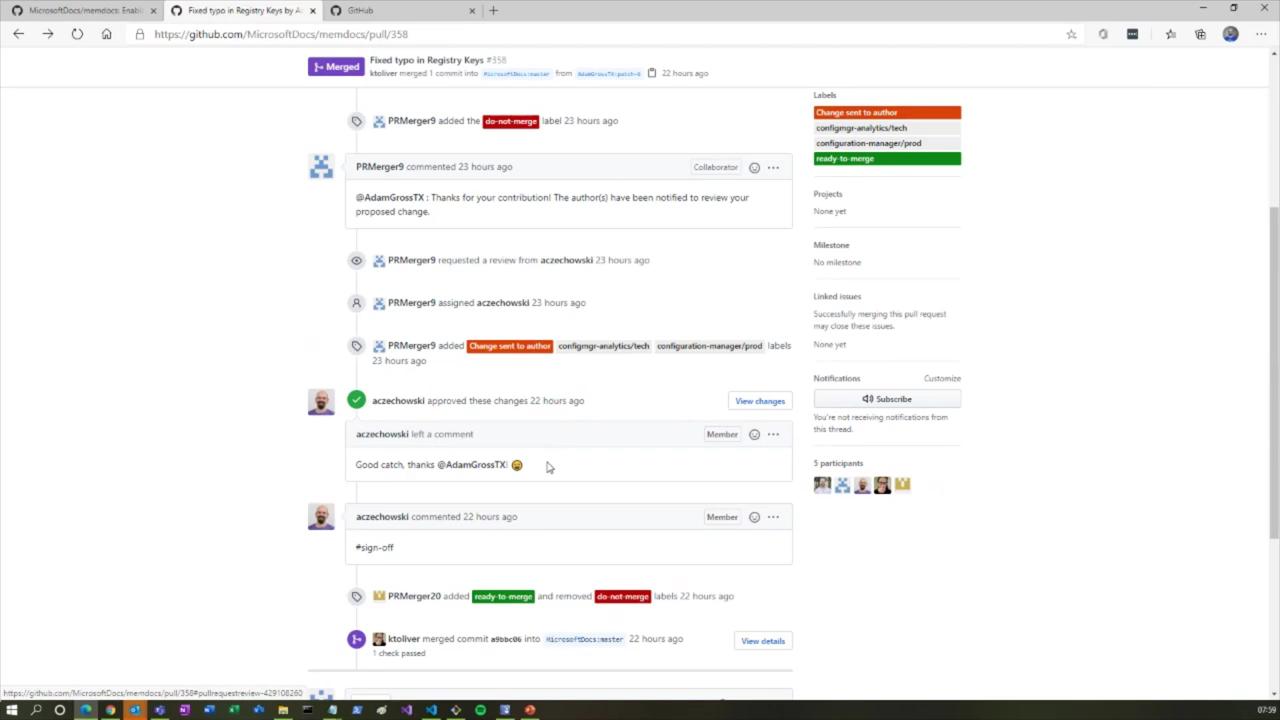 MicrosoftDocs/memdocs: Enabl
Fixed typo in Registry Keys by A
GitHub
https://github.com/MicrosoftDocs/memdocs/pull/358
Merged
Fixed typo in Registry Keys #358
ktoliver merged 1 commit into MicrosoftDocs:master from AdamGrossTX:patch-6 22 hours ago
PRMerger9 added the do-not-merge label 23 hours ago
PRMerger9 commented 23 hours ago
Collaborator
@AdamGrossTX : Thanks for your contribution! The author(s) have been notified to review your
proposed change.
PRMerger9 requested a review from aczechowski 23 hours ago
PRMerger9 assigned aczechowski 23 hours ago
PRMerger9 added Change sent to author configmgr-analytics/tech configuration-manager/prod labels
23 hours ago
aczechowski approved these changes 22 hours ago
View changes
aczechowski left a comment
Member
Good catch, thanks @AdamGrossTX!
aczechowski commented 22 hours ago
Member
#sign-off
PRMerger20 added ready-to-merge and removed do-not-merge labels 22 hours ago
ktoliver merged commit a9bbc06 into MicrosoftDocs:master 22 hours ago
View details
1 check passed
Labels
Change sent to author
configmgr-analytics/tech
configuration-manager/prod
ready-to-merge
Projects
None yet
Milestone
No milestone
Linked issues
Successfully merging this pull request
may close these issues.
None yet
Notifications
Customize
Subscribe
You're not receiving notifications from
this thread.
5 participants
https://github.com/MicrosoftDocs/memdocs/pull/358#pullrequestreview-429108260
07:59